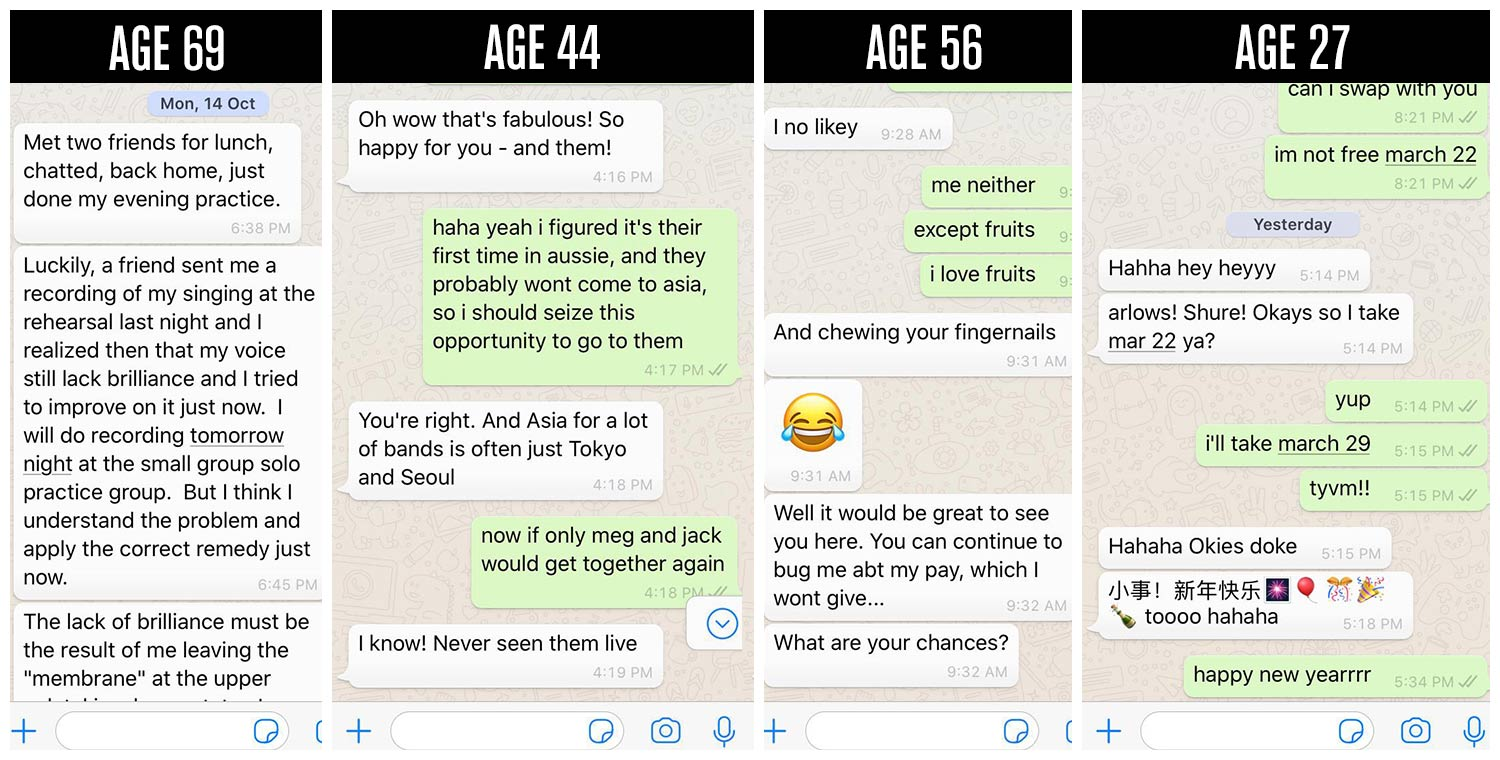 AGE 69
Mon, 14 Oct
Met two friends for lunch,
chatted, back home, just
done my evening practice.
6:38 PM
Luckily, a friend sent me a
recording of my singing at the
rehearsal last night and I
realized then that my voice
still lack brilliance and I tried
to improve on it just now. I
will do recording tomorrow
night at the small group solo
practice group. But I think I
understand the problem and
apply the correct remedy just
now.
6:45 PM
The lack of brilliance must be
the result of me leaving the
"membrane" at the upper
AGE 44
Oh wow that's fabulous! So
happy for you - and them!
4:16 PM
haha yeah i figured it's their
first time in aussie, and they
probably wont come to asia,
so i should seize this
opportunity to go to them
4:17 PM
You're right. And Asia for a lot
of bands is often just Tokyo
and Seoul
4:18 PM
now if only meg and jack
would get together again
4:18 PM
I know! Never seen them live
4:19 PM
AGE 56
I no likey 9:28 AM
me neither 9:
except fruits 9:
i love fruits 9:
And chewing your fingernails
9:31 AM
😂
9:31 AM
Well it would be great to see
you here. You can continue to
bug me abt my pay, which I
wont give... 9:32 AM
What are your chances?
9:32 AM
AGE 27
can i swap with you
8:21 PM
im not free march 22
8:21 PM
Yesterday
Hahha hey heyyy 5:14 PM
arlows! Shure! Okays so I take
mar 22 ya? 5:14 PM
yup 5:14 PM
i'll take march 29 5:15 PM
tyvm!! 5:15 PM
Hahaha Okies doke 5:15 PM
小事！新年快乐🎆🎈🎊🎉
🍾 toooo hahaha 5:18 PM
happy new yearrrr 5:34 PM